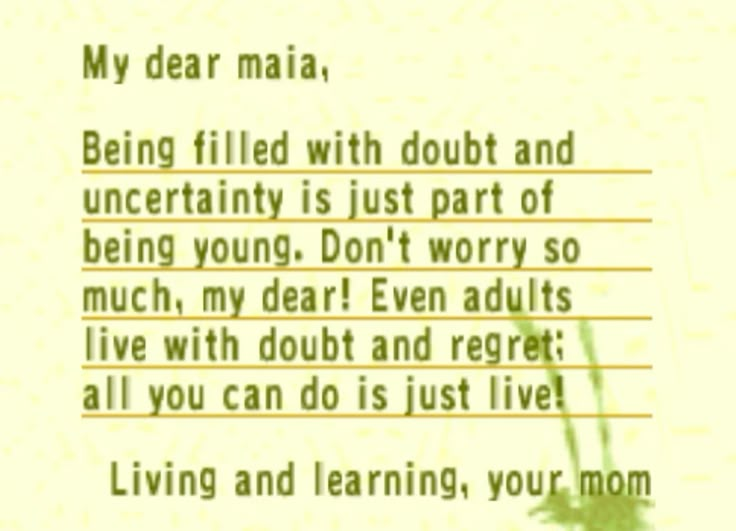 My dear maia,
Being filled with doubt and
uncertainty is just part of
being young. Don't worry so
much, my dear! Even adults
live with doubt and regret;
all you can do is just live!
Living and learning, your mom